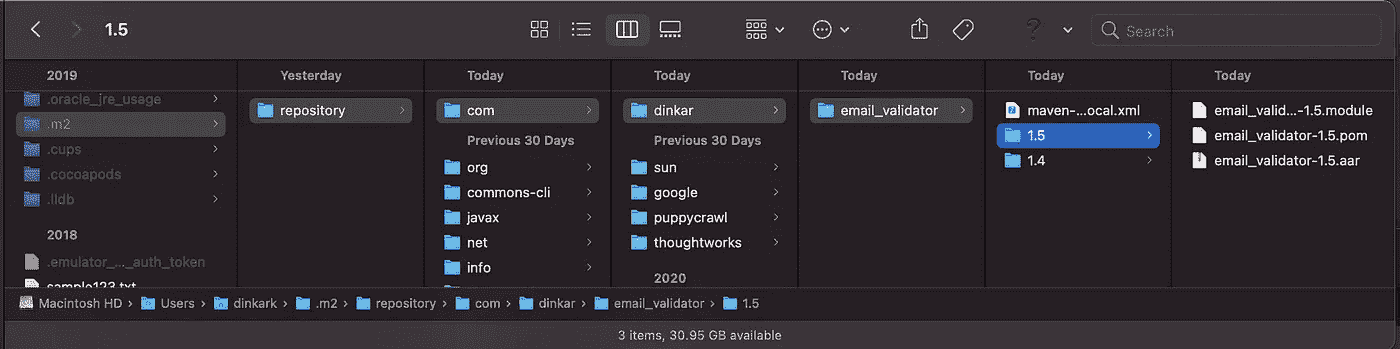 1.5
Search
2019
.oracle_jre_usage
.m2
.cups
.cocoapods
.lldb
2018
.emulator_..._auth_token
sample123.txt
Yesterday
repository
Today
com
Previous 30 Days
org
commons-cli
javax
net
info
Today
dinkar
Previous 30 Days
sun
google
puppycrawl
thoughtworks
2020
Today
email_validator
Today
maven-...ocal.xml
1.5
1.4
Today
email_valid...-1.5.module
email_validator-1.5.pom
email_validator-1.5.aar
Macintosh HD › Users › dinkark › .m2 › repository › com › dinkar › email_validator › 1.5
3 items, 30.95 GB available